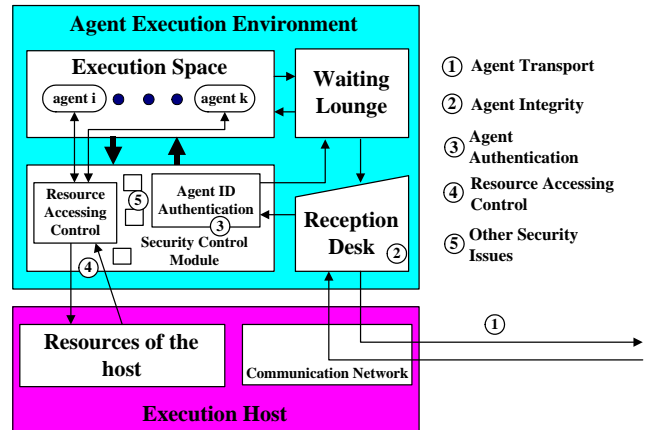 Agent Execution Environment
Execution Space
agent i
agent k
Waiting
Lounge
Resource
Accessing
Control
5
Agent ID
Authentication
3
Security Control
Module
4
Reception
Desk
2
Resources of the
host
Communication Network
Execution Host
1
1 Agent Transport
2 Agent Integrity
3 Agent
Authentication
4 Resource Accessing
Control
5 Other Security
Issues